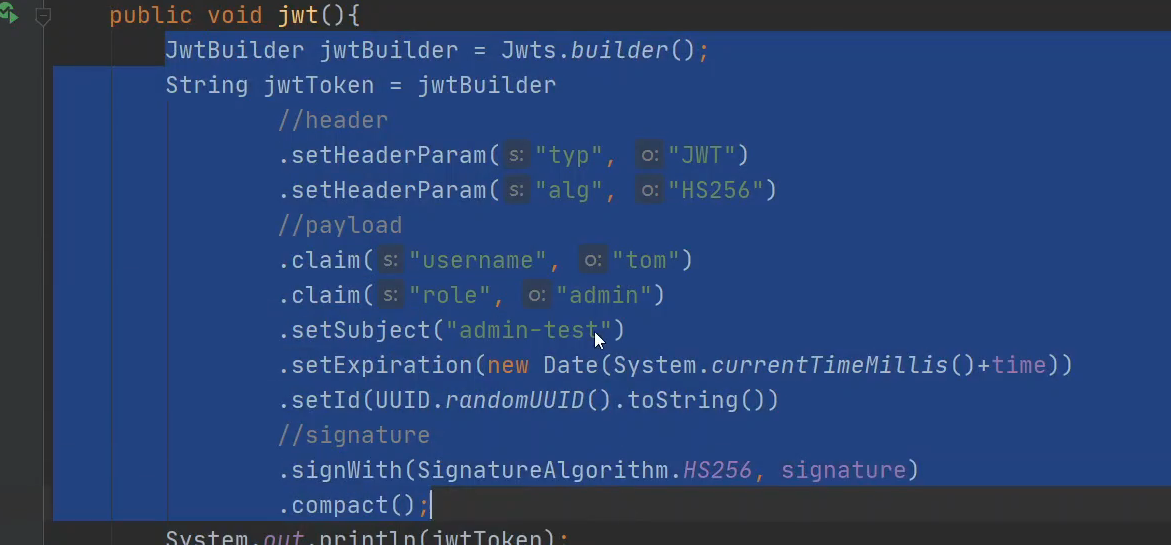 public void jwt(){
JwtBuilder jwtBuilder = Jwts.builder();
String jwtToken = jwtBuilder
//header
.setHeaderParam( s: "typ", o: "JWT")
.setHeaderParam( s: "alg", o: "HS256")
//payload
.claim( s: "username", o: "tom")
.claim( s: "role", o: "admin")
.setSubject("admin-test")
.setExpiration(new Date(System.currentTimeMillis()+time))
.setId(UUID.randomUUID().toString())
//signature
.signWith(SignatureAlgorithm.HS256, signature)
.compact();
System.out.println(jwtToken);